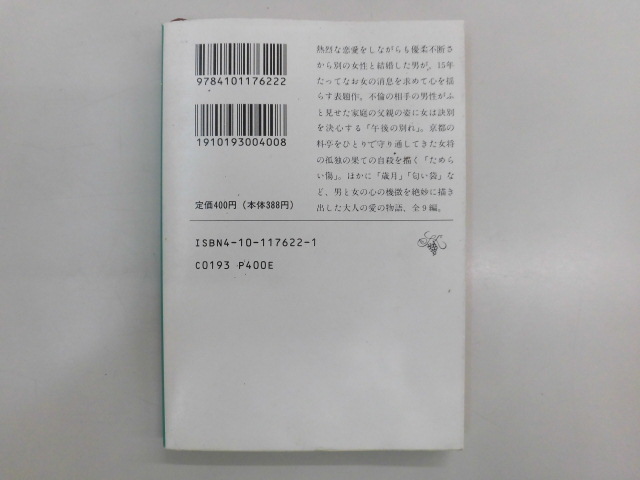 9784101176222
1910193004008
定価400円（本体388円）
ISBN4-10-117622-1
C0193 P400E
熱烈な恋愛をしながらも優柔不断さ
から別の女性と結婚した男が、15年
たってなお女の消息を求めて心を揺
らす表題作。不倫の相手の男性がふ
と見せた家庭の父親の姿に女は訣別
を決心する「午後の別れ」。京都の
料亭をひとりで守り通してきた女将
の孤独の果ての自殺を描く「ためら
い傷」。ほかに「歳月」「匂い袋」な
ど、男と女の心の機微を絶妙に描き
出した大人の愛の物語、全9編。